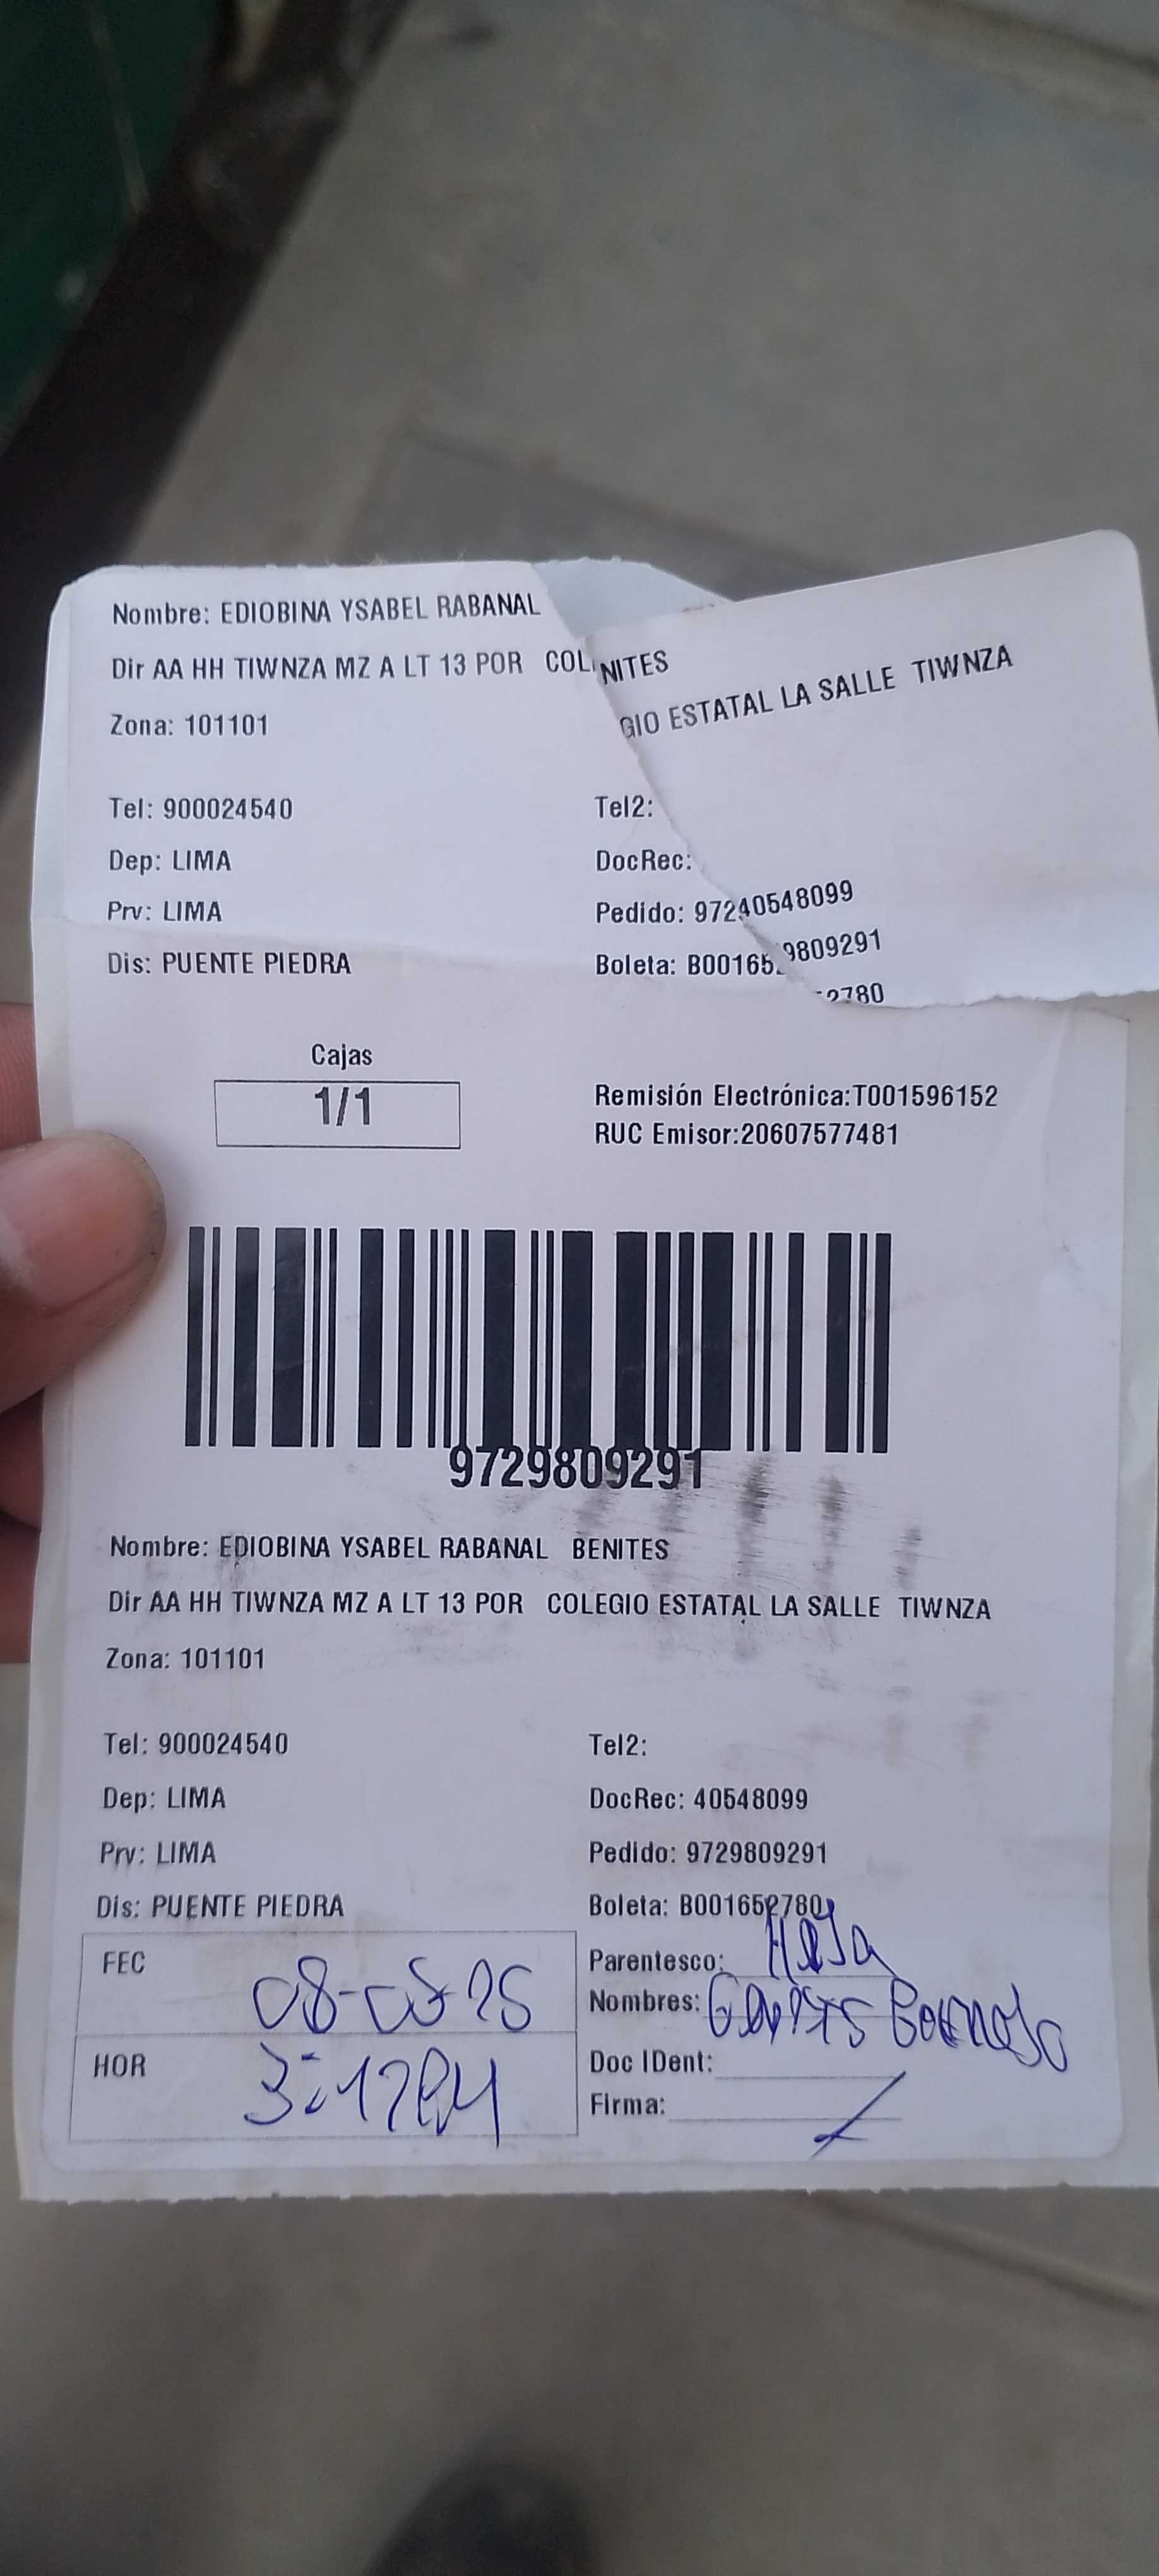 Nombre: EDIOBINA YSABEL RABANAL NITES
Dir AA HH TIWNZA MZ A LT 13 POR COL GIO ESTATAL LA SALLE TIWNZA
Zona: 101101
Tel: 900024540 Tel2:
Dep: LIMA DocRec: 40548099
Prv: LIMA Pedido: 972 9809291
Dis: PUENTE PIEDRA Boleta: B00165 2780
Cajas
1/1
Remisión Electrónica:T001596152
RUC Emisor:20607577481
9729809291
Nombre: EDIOBINA YSABEL RABANAL BENITES
Dir AA HH TIWNZA MZ A LT 13 POR COLEGIO ESTATAL LA SALLE TIWNZA
Zona: 101101
Tel: 900024540 Tel2:
Dep: LIMA DocRec: 40548099
Prv: LIMA Pedido: 9729809291
Dis: PUENTE PIEDRA Boleta: B001652780
FEC 08-08-25 Parentesco:
Nombres:
HOR Doc IDent:
Firma: